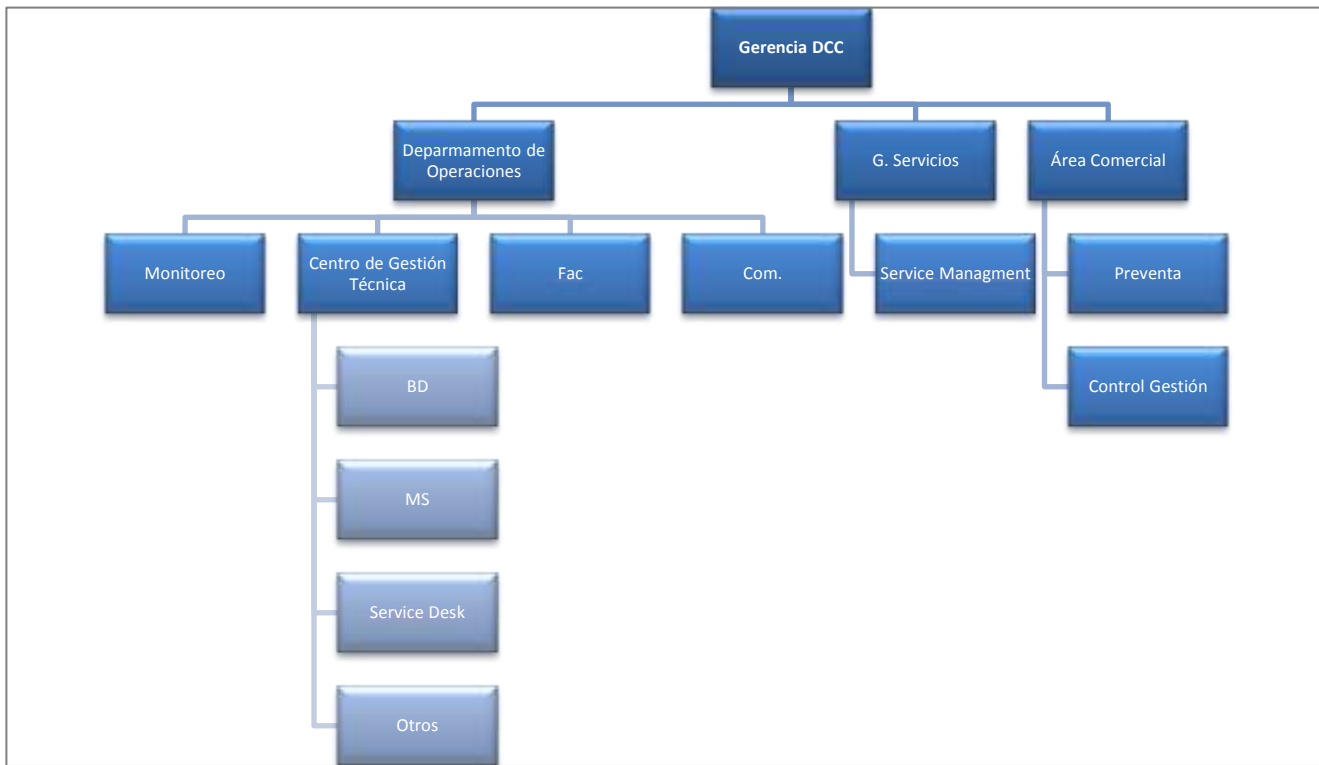 Gerencia DCC
Deparmamento de
Operaciones
G. Servicios
Área Comercial
Monitoreo
Centro de Gestión
Técnica
Fac
Com.
Service Managment
Preventa
BD
Control Gestión
MS
Service Desk
Otros